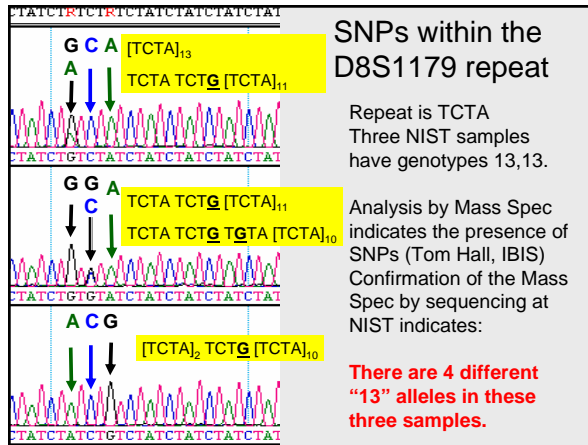 CTATCTRTCTRTCTATCTATCTATCTAT
G C A
A
[TCTA]13
TCTA TCTG [TCTA]11
CTATCTGTCTATCTATCTATCTATCTAT
G G A
C
TCTA TCTG [TCTA]11
TCTA TCTG TGTA [TCTA]10
CTATCTGTGTATCTATCTATCTATCTAT
A C G
[TCTA]2 TCTG [TCTA]10
CTATCTATCTGTCTATCTATCTATCTAT
SNPs within the
D8S1179 repeat
Repeat is TCTA
Three NIST samples
have genotypes 13,13.
Analysis by Mass Spec
indicates the presence of
SNPs (Tom Hall, IBIS)
Confirmation of the Mass
Spec by sequencing at
NIST indicates:
There are 4 different
“13” alleles in these
three samples.